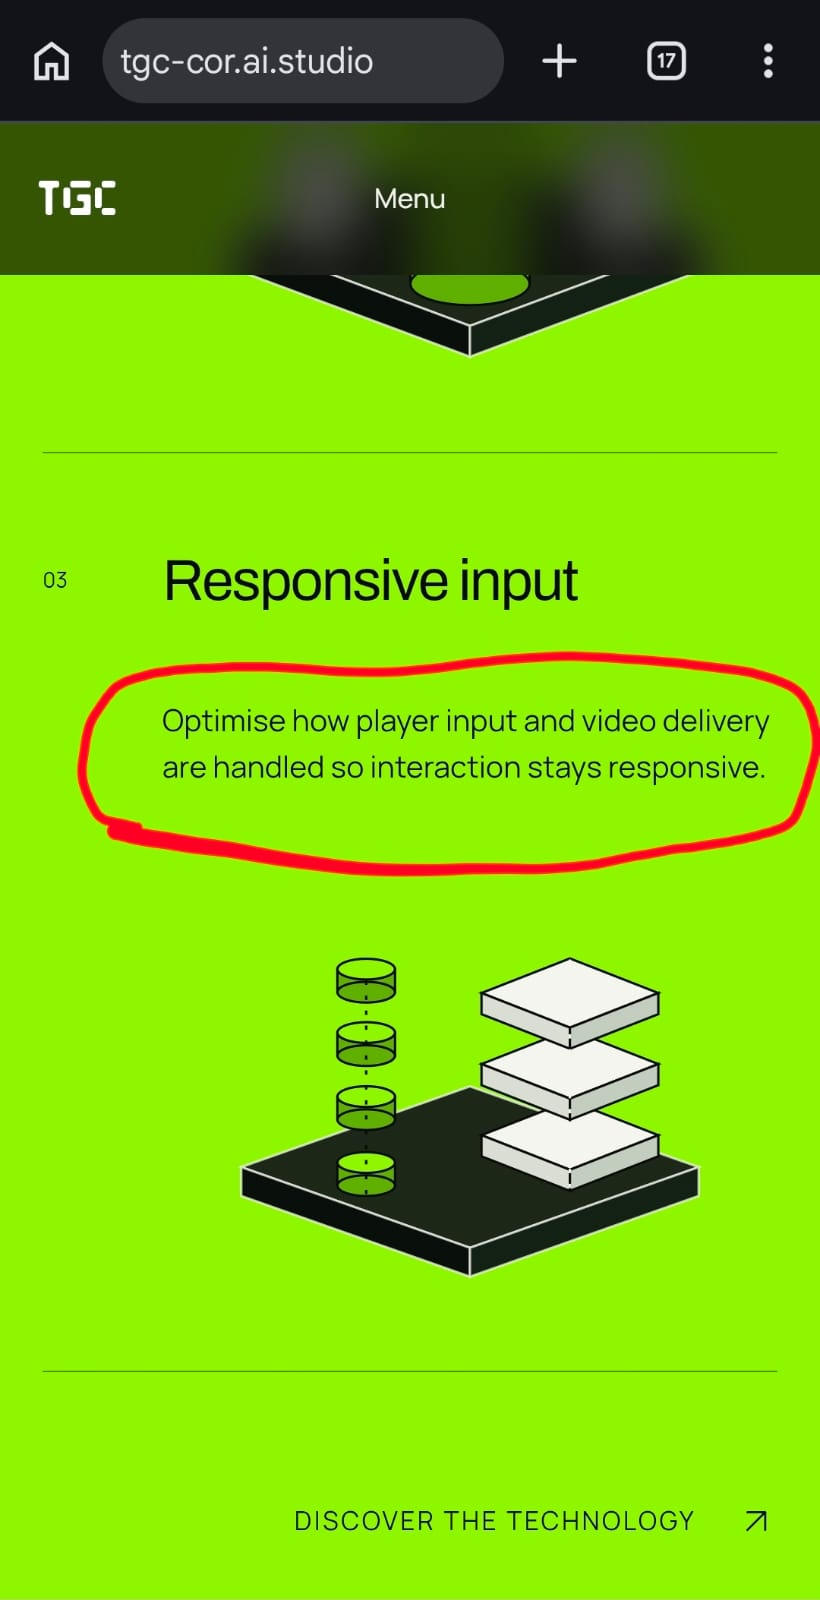 tgc-cor.ai.studio
17
TGC
Menu
03
Responsive input
Optimise how player input and video delivery
are handled so interaction stays responsive.
DISCOVER THE TECHNOLOGY